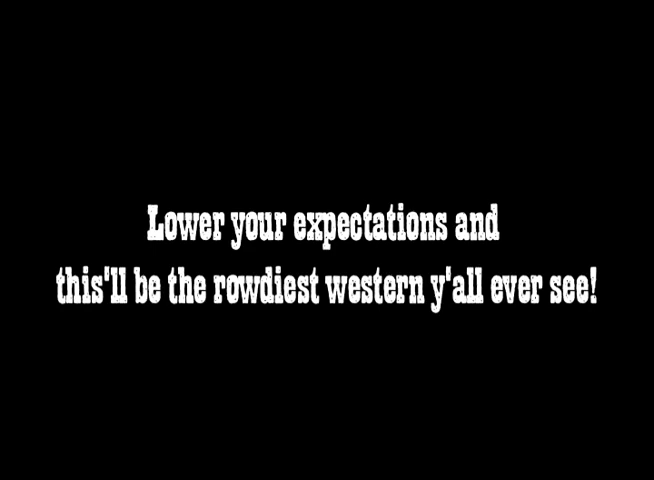 Lower your expectations and
this'll be the rowdiest western y'all ever see!